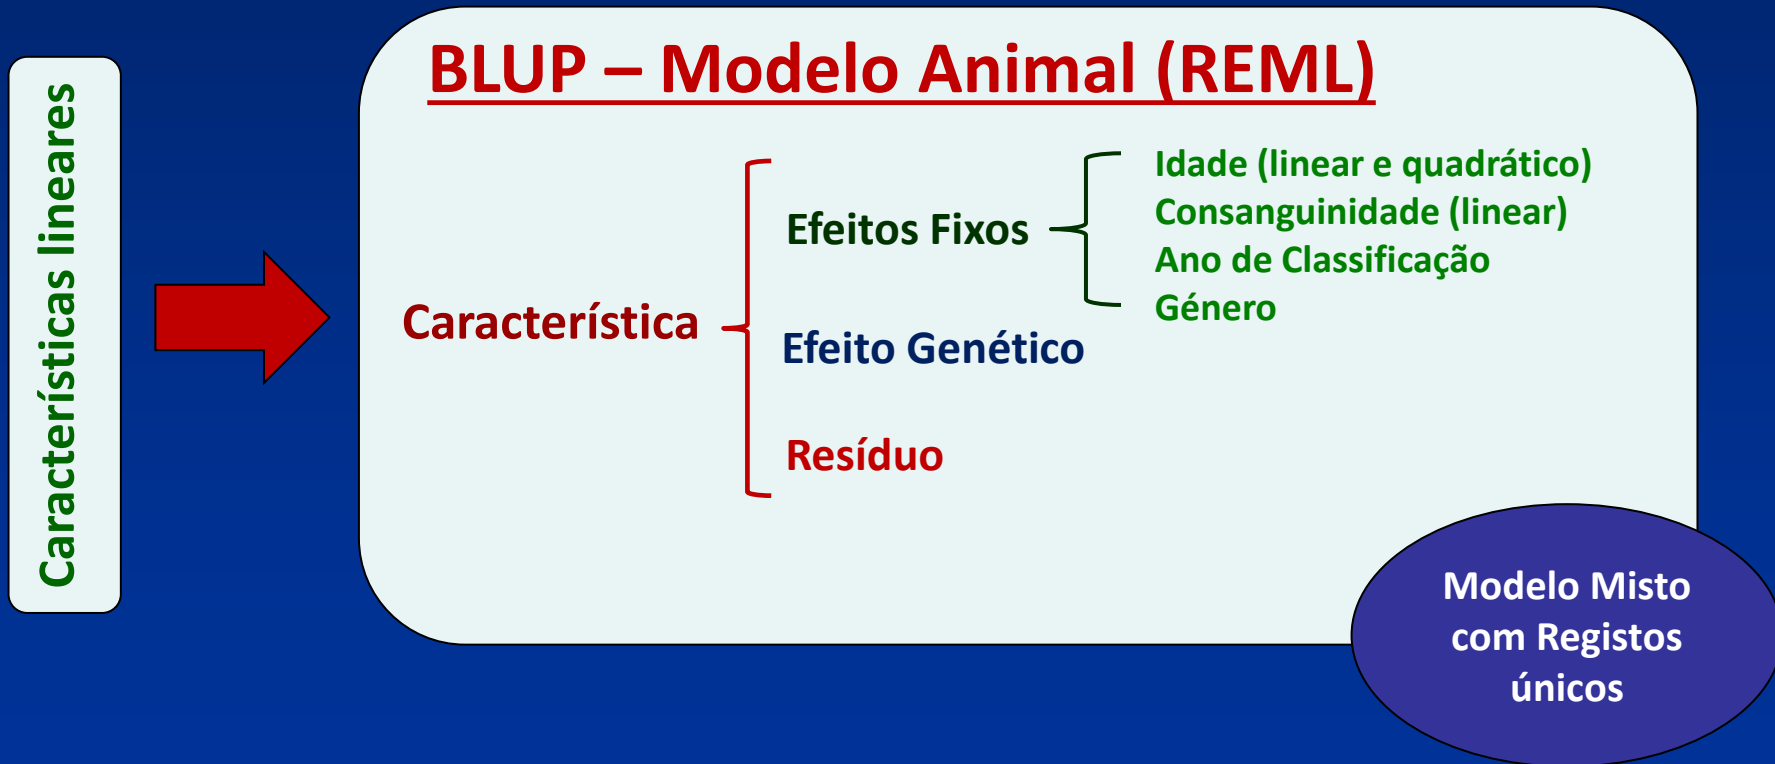 Características lineares
BLUP – Modelo Animal (REML)
Característica
Efeitos Fixos
Idade (linear e quadrático)
Consanguinidade (linear)
Ano de Classificação
Género
Efeito Genético
Resíduo
Modelo Misto
com Registos
únicos